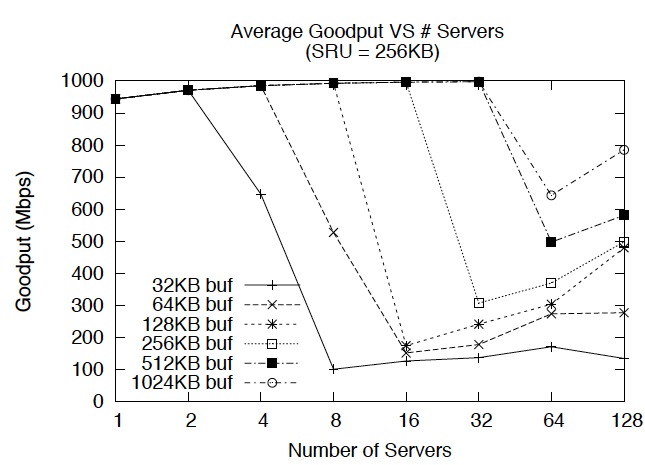 Average Goodput VS # Servers
(SRU = 256KB)
Goodput (Mbps)
1000
900
800
700
600
500
400
300
200
100
0
32KB buf
64KB buf
128KB buf
256KB buf
512KB buf
1024KB buf
1 2 4 8 16 32 64 128
Number of Servers